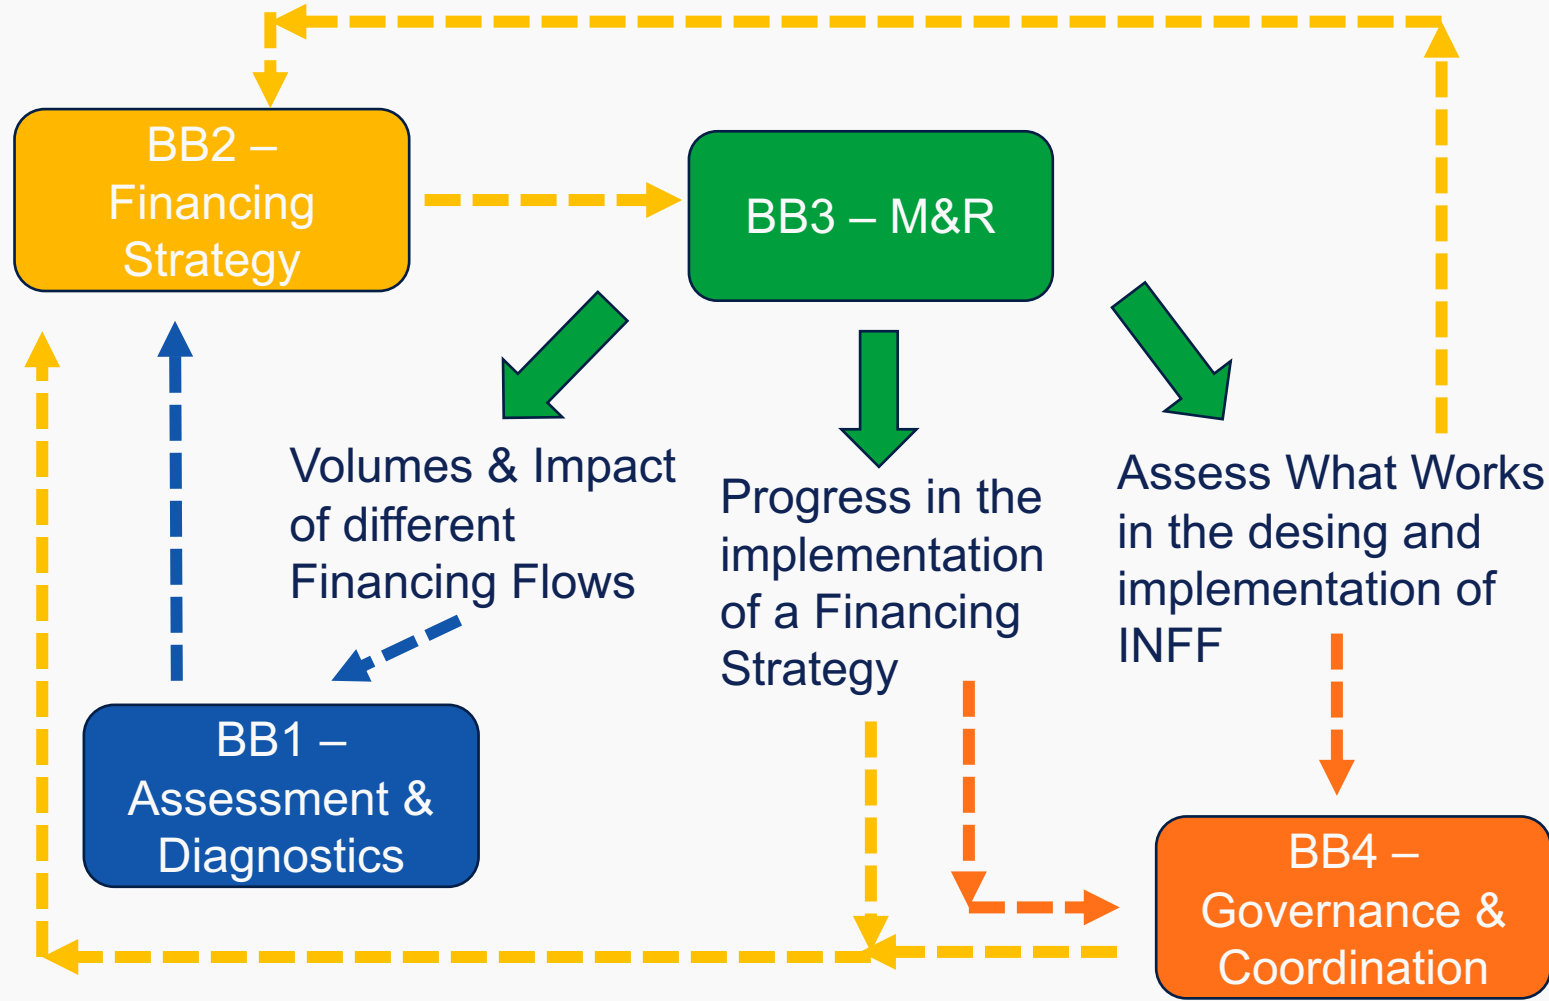 BB2 –
Financing
Strategy
BB3 – M&R
Volumes & Impact
of different
Financing Flows
Progress in the
implementation
of a Financing
Strategy
Assess What Works
in the desing and
implementation of
INFF
BB1 –
Assessment &
Diagnostics
BB4 –
Governance &
Coordination